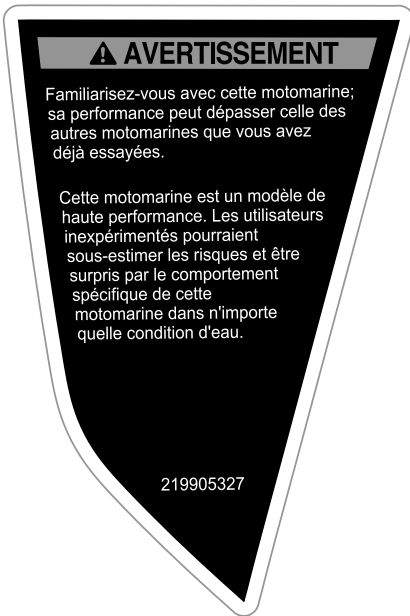 AVERTISSEMENT
Familiarisez-vous avec cette motomarine;
sa performance peut dépasser celle des
autres motomarines que vous avez
déjà essayées.
Cette motomarine est un modèle de
haute performance. Les utilisateurs
inexpérimentés pourraient
sous-estimer les risques et être
surpris par le comportement
spécifique de cette
motomarine dans n'importe
quelle condition d'eau.
219905327